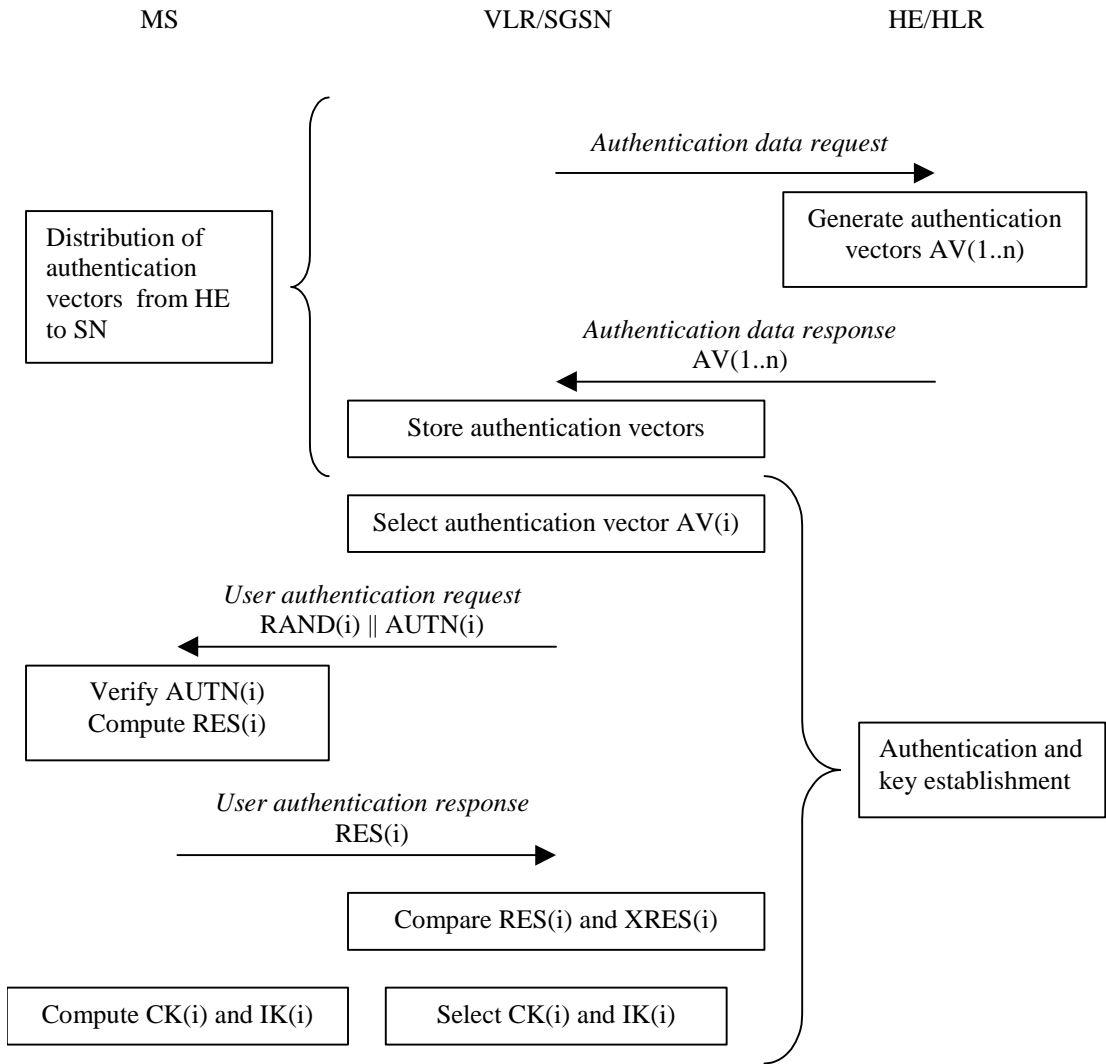 MS
VLR/SGSN
HE/HLR
Authentication data request
Generate authentication
vectors AV(1..n)
Distribution of
authentication
vectors from HE
to SN
Authentication data response
AV(1..n)
Store authentication vectors
Select authentication vector AV(i)
User authentication request
RAND(i) || AUTN(i)
Verify AUTN(i)
Compute RES(i)
Authentication and
key establishment
User authentication response
RES(i)
Compare RES(i) and XRES(i)
Compute CK(i) and IK(i)
Select CK(i) and IK(i)